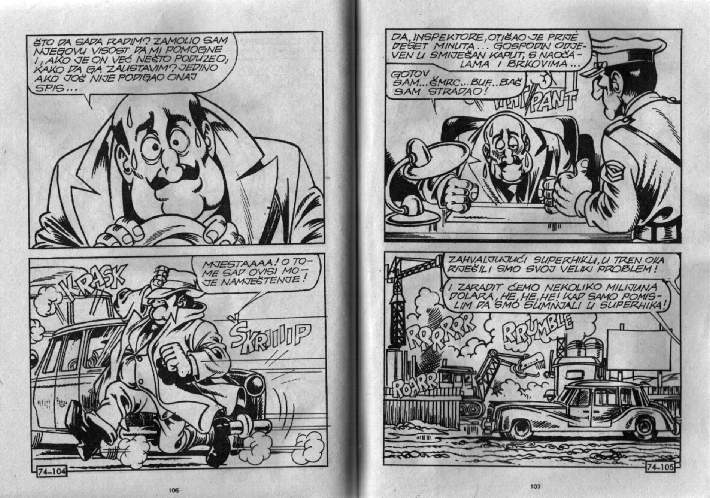 ŠTO DA SADA RADIM? ZAMOLIO SAM
NJEGOVU VISOST DA MI POMOGNE
I, AKO JE ON VEĆ NEŠTO PODUZEO,
KAKO DA GA ZAUSTAVIM? JEDINO
AKO JOŠ NIJE PODIGAO ONAJ
SPIS...
KRASK
MJESTAAAA! O TO-
ME SAD OVISI MO-
JE NAMJEŠTENJE!
ŠKRIIIIP
74-104
106
DA, INSPEKTORE, OTIŠAO JE PRIJE
DESET MINUTA... GOSPODIN ODJE-
VEN U SMIJEŠAN KAPUT, S NAOČA-
LAMA I BRKOVIMA...
GOTOV
SAM...ŠMRC...BUF...BAŠ
SAM STRADAO!
PANT
ZAHVALJUJUĆI SUPERHIKU, U TREN OKA
RIJEŠILI SMO SVOJ VELIKI PROBLEM!
I ZARADIT ĆEMO NEKOLIKO MILIJUNA
DOLARA, HE, HE, HE! KAD SAMO POMIS-
LIM DA SMO SUMNJALI U SUPERHIKA!
RRUMBLE
ROARR
74-105
107